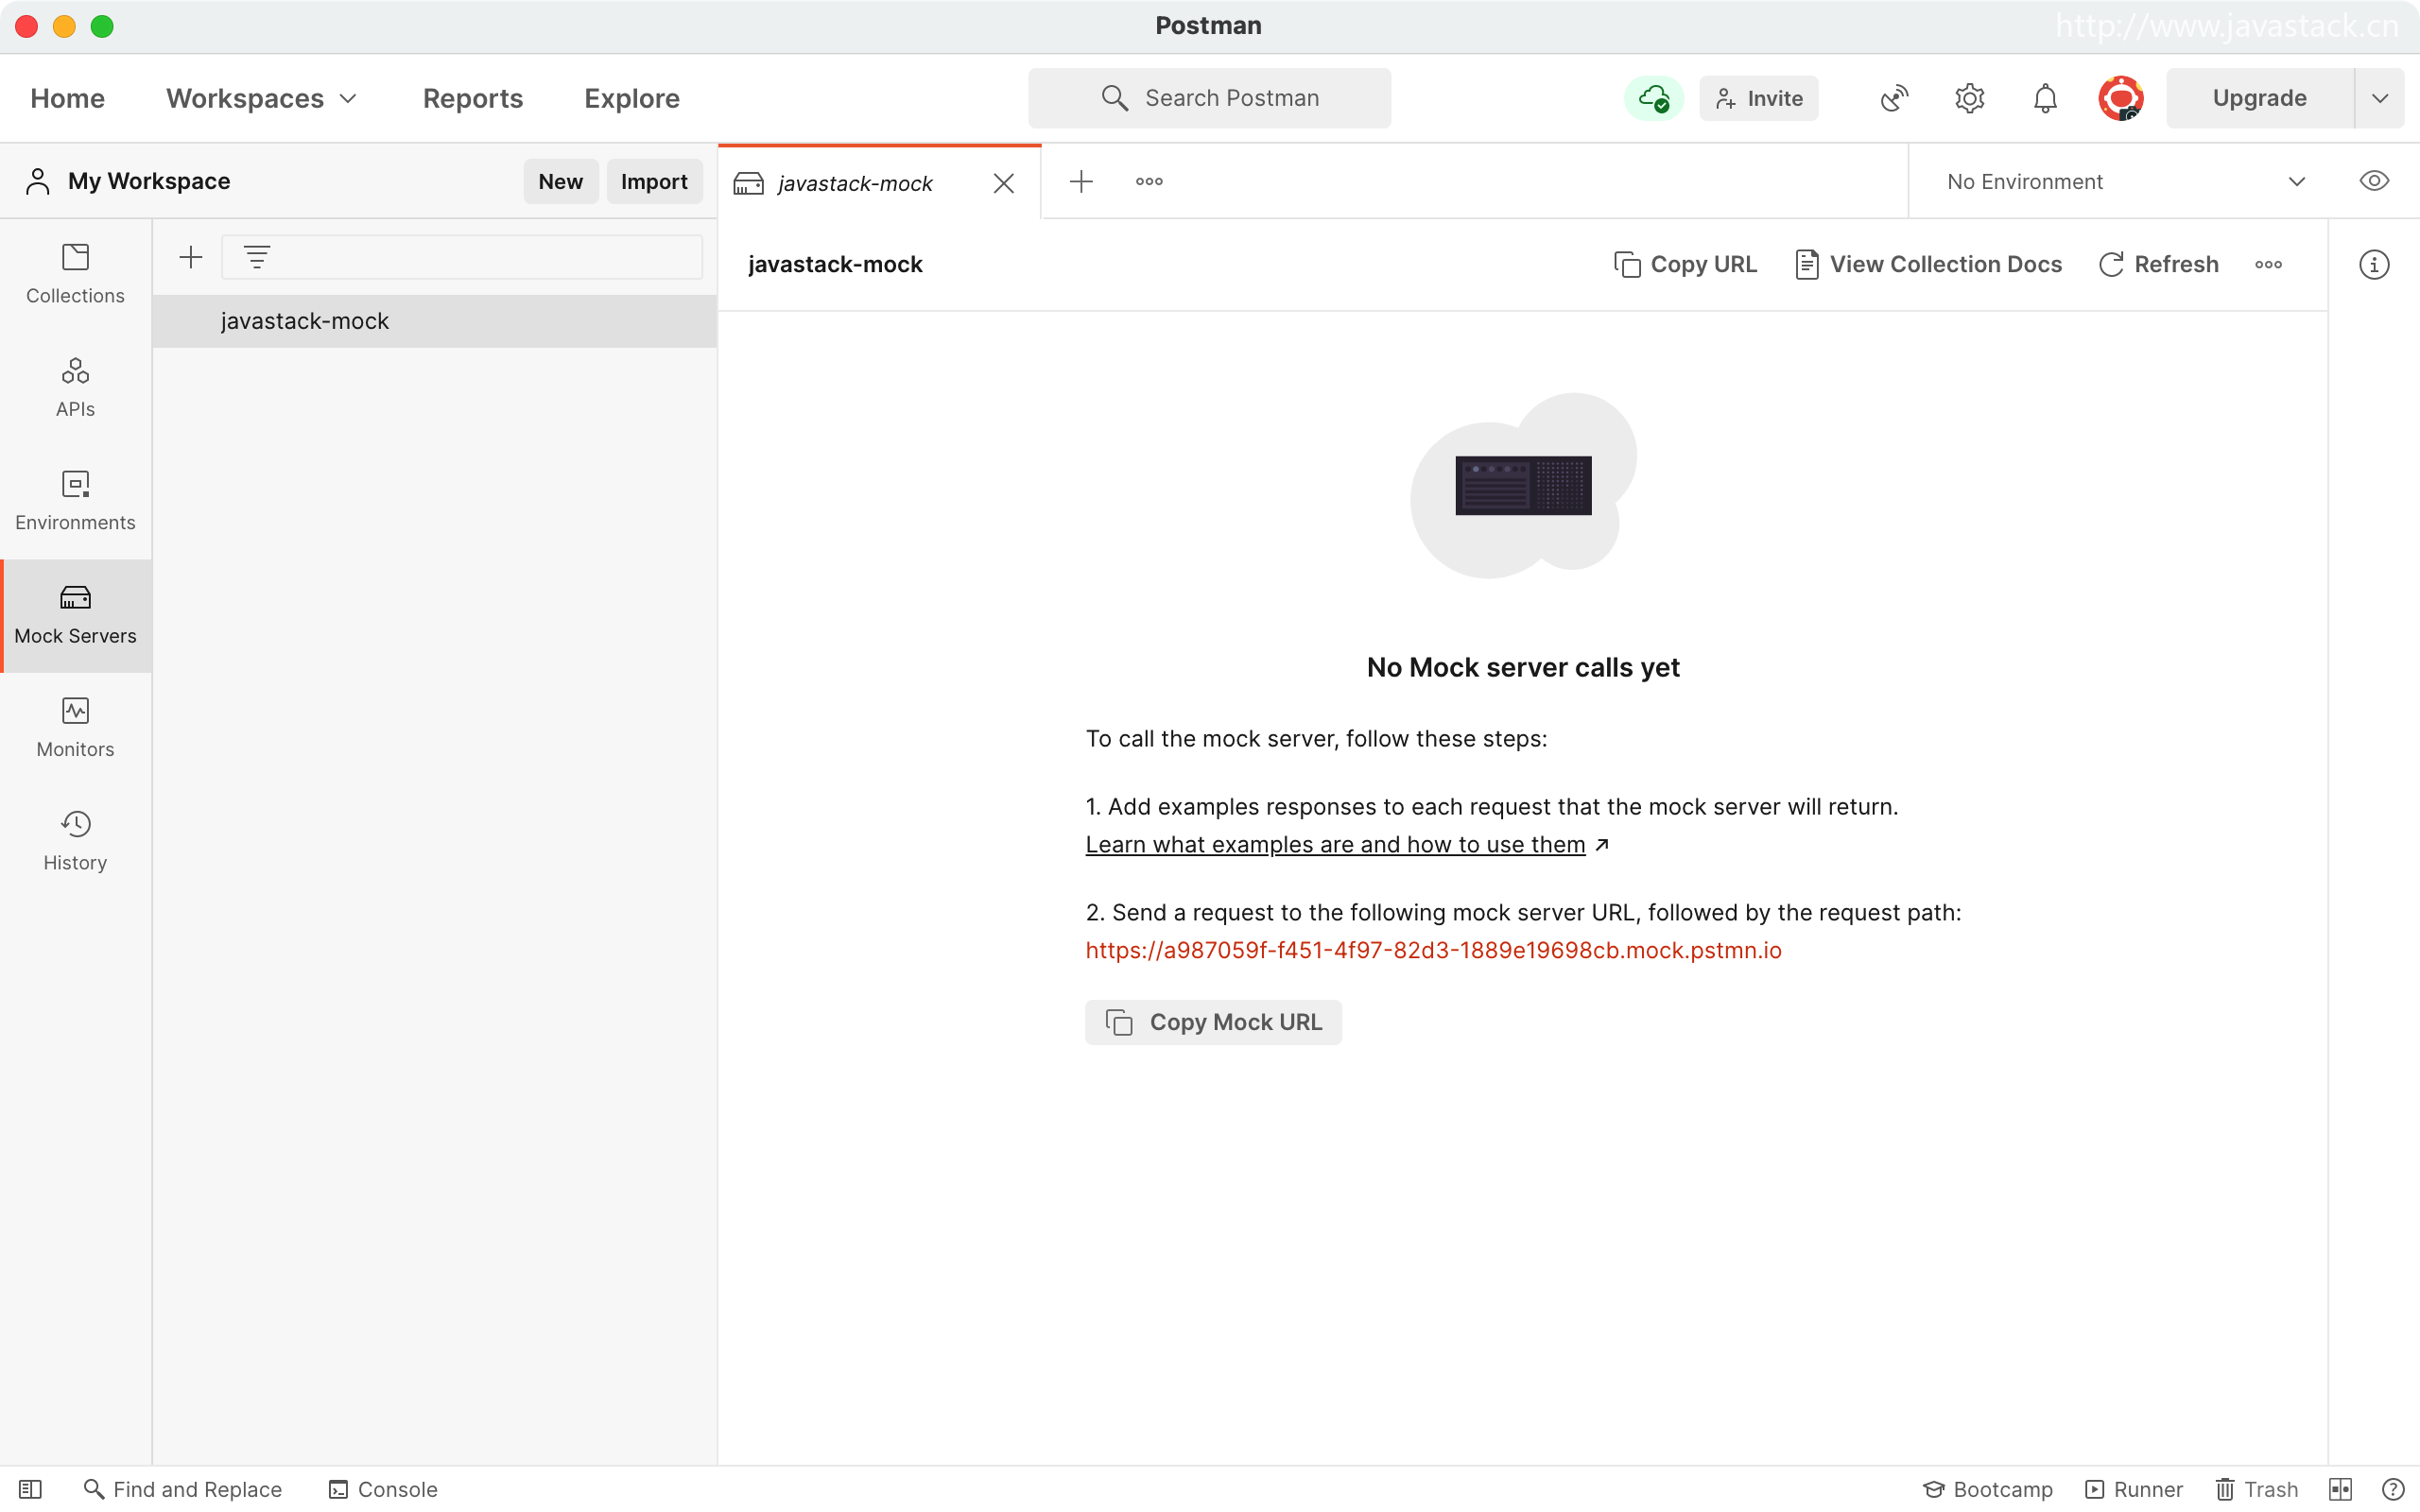 Postman
http://www.javastack.cn
Home Workspaces Reports Explore Search Postman Invite Upgrade
My Workspace New Import javastack-mock No Environment
Collections
APIs
Environments
Mock Servers
Monitors
History
javastack-mock
javastack-mock Copy URL View Collection Docs Refresh
No Mock server calls yet
To call the mock server, follow these steps:
1. Add examples responses to each request that the mock server will return.
Learn what examples are and how to use them
2. Send a request to the following mock server URL, followed by the request path:
https://a987059f-f451-4f97-82d3-1889e19698cb.mock.pstmn.io
Copy Mock URL
Find and Replace Console Bootcamp Runner Trash